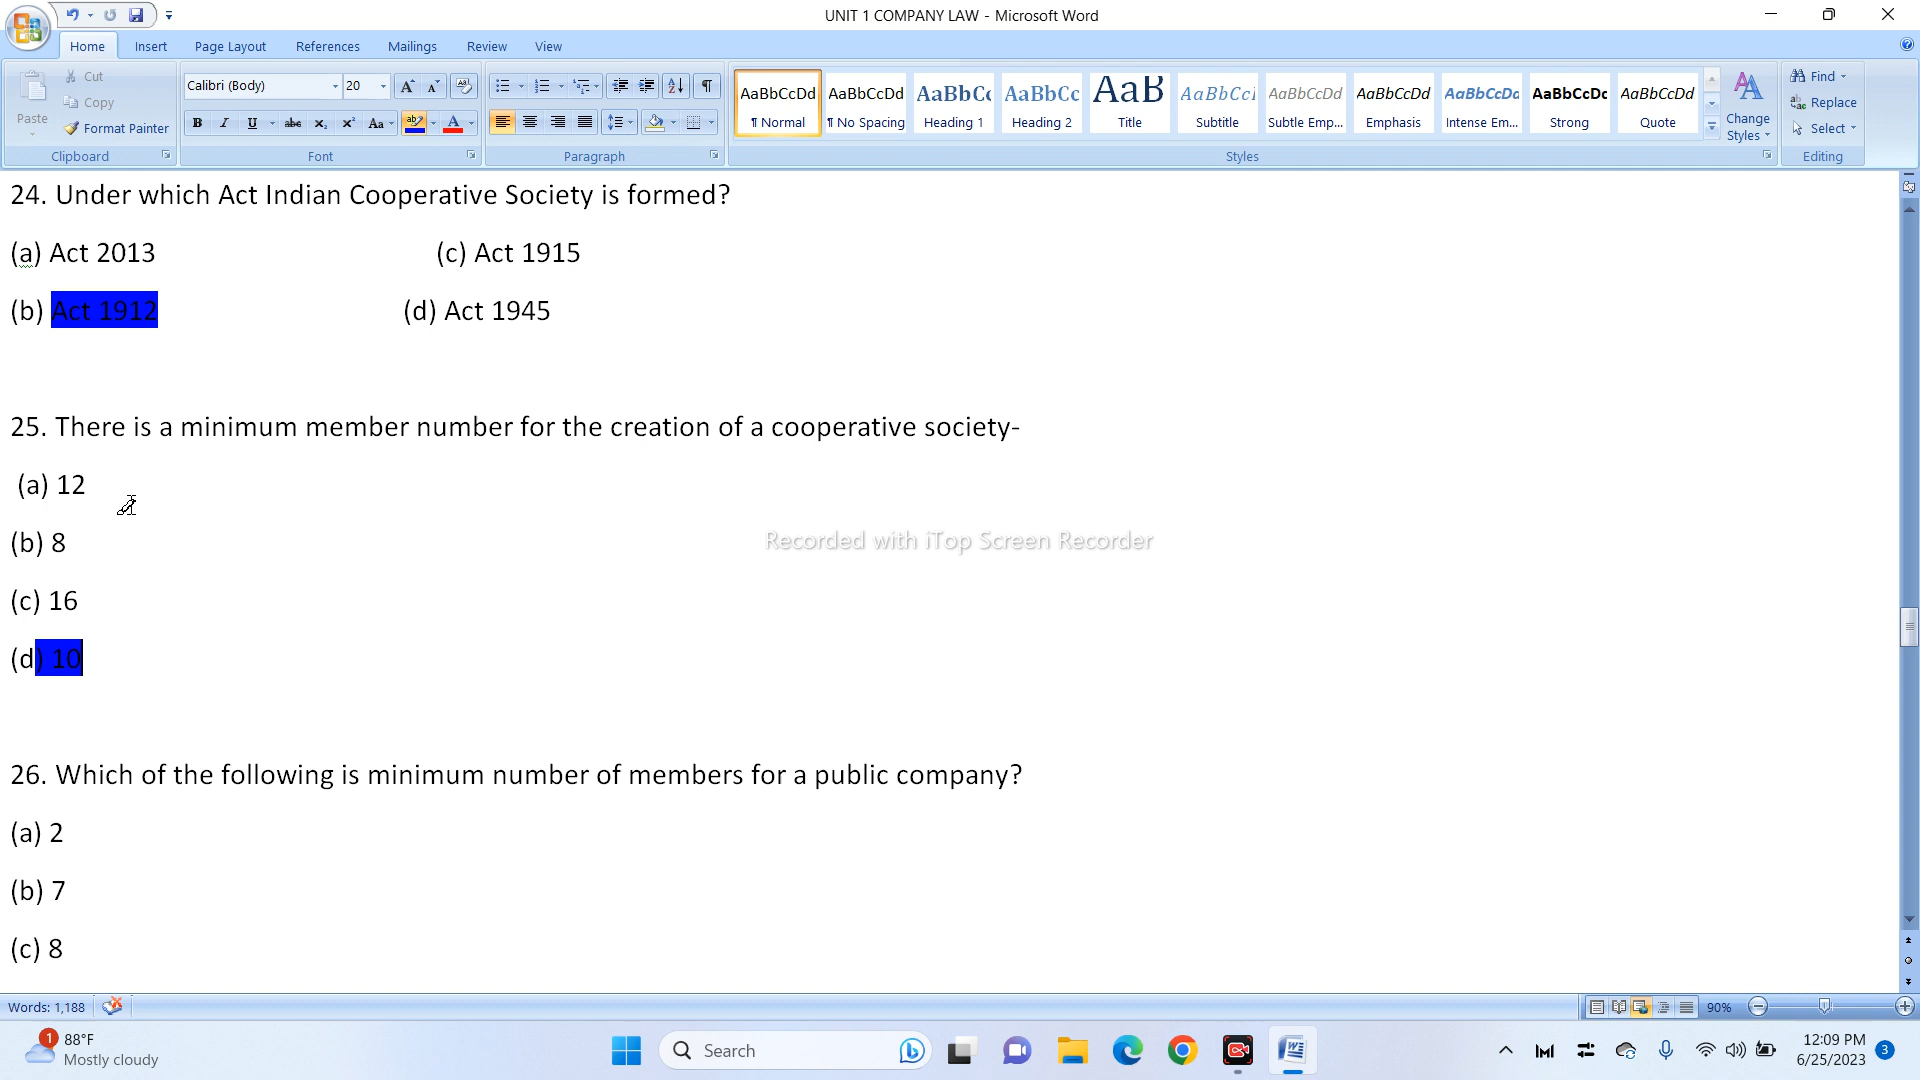 UNIT 1 COMPANY LAW - Microsoft Word
Home Insert Page Layout References Mailings Review View
Paste
Cut
Copy
Format Painter
Clipboard
Calibri (Body) 20
Font
Paragraph
AaBbCcDd AaBbCcDd AaBbCc AaBbCc AaB AaBbCcI AaBbCcDd AaBbCcDd AaBbCcDd AaBbCcDc AaBbCcDd
¶ Normal ¶ No Spacing Heading 1 Heading 2 Title Subtitle Subtle Emp... Emphasis Intense Em... Strong Quote
Styles
Change Styles
Find
Replace
Select
Editing
24. Under which Act Indian Cooperative Society is formed?
(a) Act 2013 (c) Act 1915
(b) Act 1912 (d) Act 1945
25. There is a minimum member number for the creation of a cooperative society-
(a) 12
(b) 8
(c) 16
(d) 10
Recorded with iTop Screen Recorder
26. Which of the following is minimum number of members for a public company?
(a) 2
(b) 7
(c) 8
Words: 1,188
90%
1
88°F
Mostly cloudy
Search
12:09 PM
6/25/2023
3